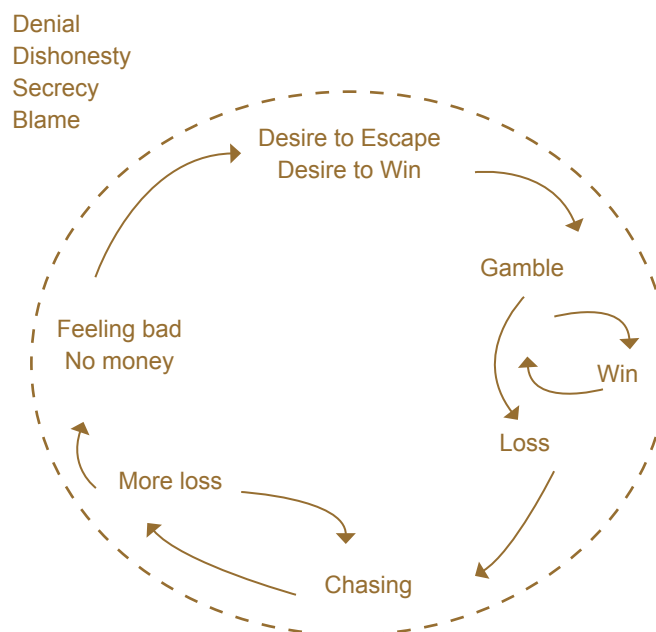 Denial
Dishonesty
Secrecy
Blame
Desire to Escape
Desire to Win
Gamble
Win
Loss
Chasing
More loss
Feeling bad
No money